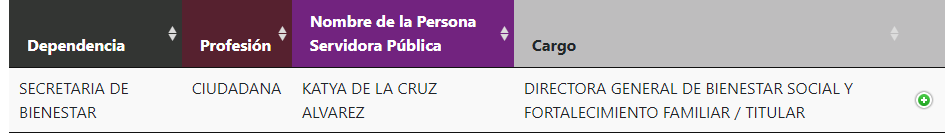 Dependencia
Profesión
Nombre de la Persona
Servidora Pública
Cargo
SECRETARIA DE
BIENESTAR
CIUDADANA
KATYA DE LA CRUZ
ALVAREZ
DIRECTORA GENERAL DE BIENESTAR SOCIAL Y
FORTALECIMIENTO FAMILIAR / TITULAR